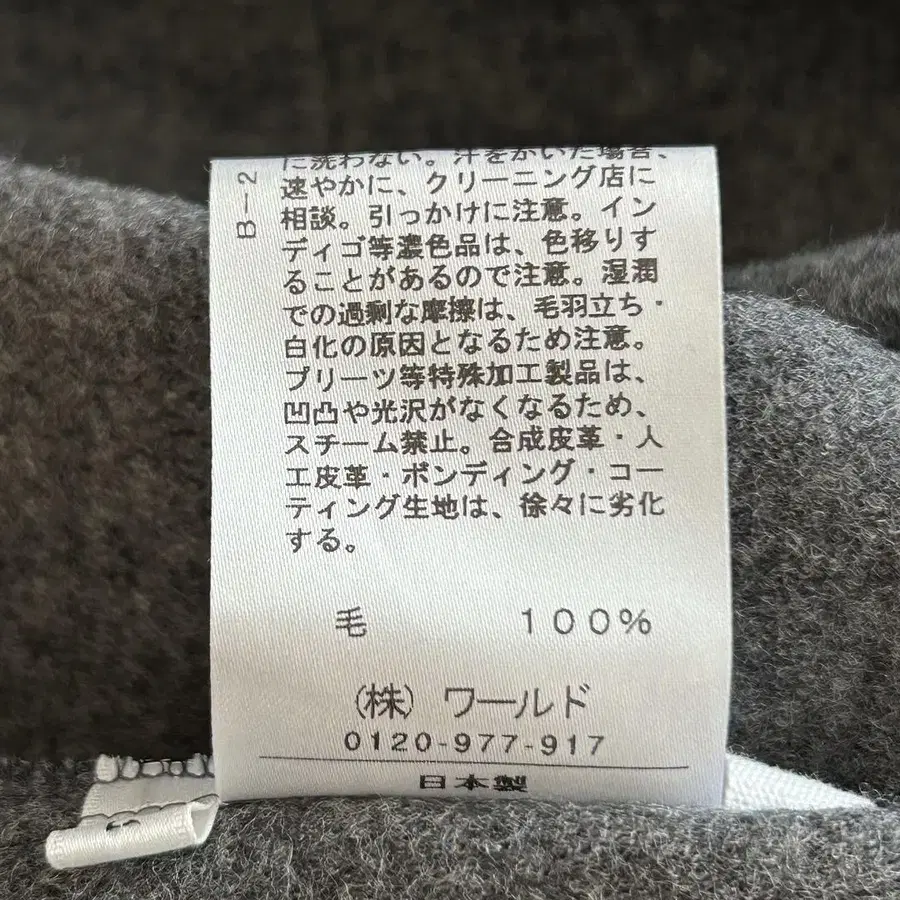 B-2
に洗わない。汗をかいた場合、
速やかに、クリーニング店に
相談。引っかけに注意。イン
ディゴ等濃色品は、色移りす
ることがあるので注意。湿潤
での過剰な摩擦は、毛羽立ち・
白化の原因となるため注意。
プリーツ等特殊加工製品は、
凹凸や光沢がなくなるため、
スチーム禁止。合成皮革・人
工皮革・ボンディング・コー
ティング生地は、徐々に劣化
する。
毛 100%
(株) ワールド
0120-977-917
日本製